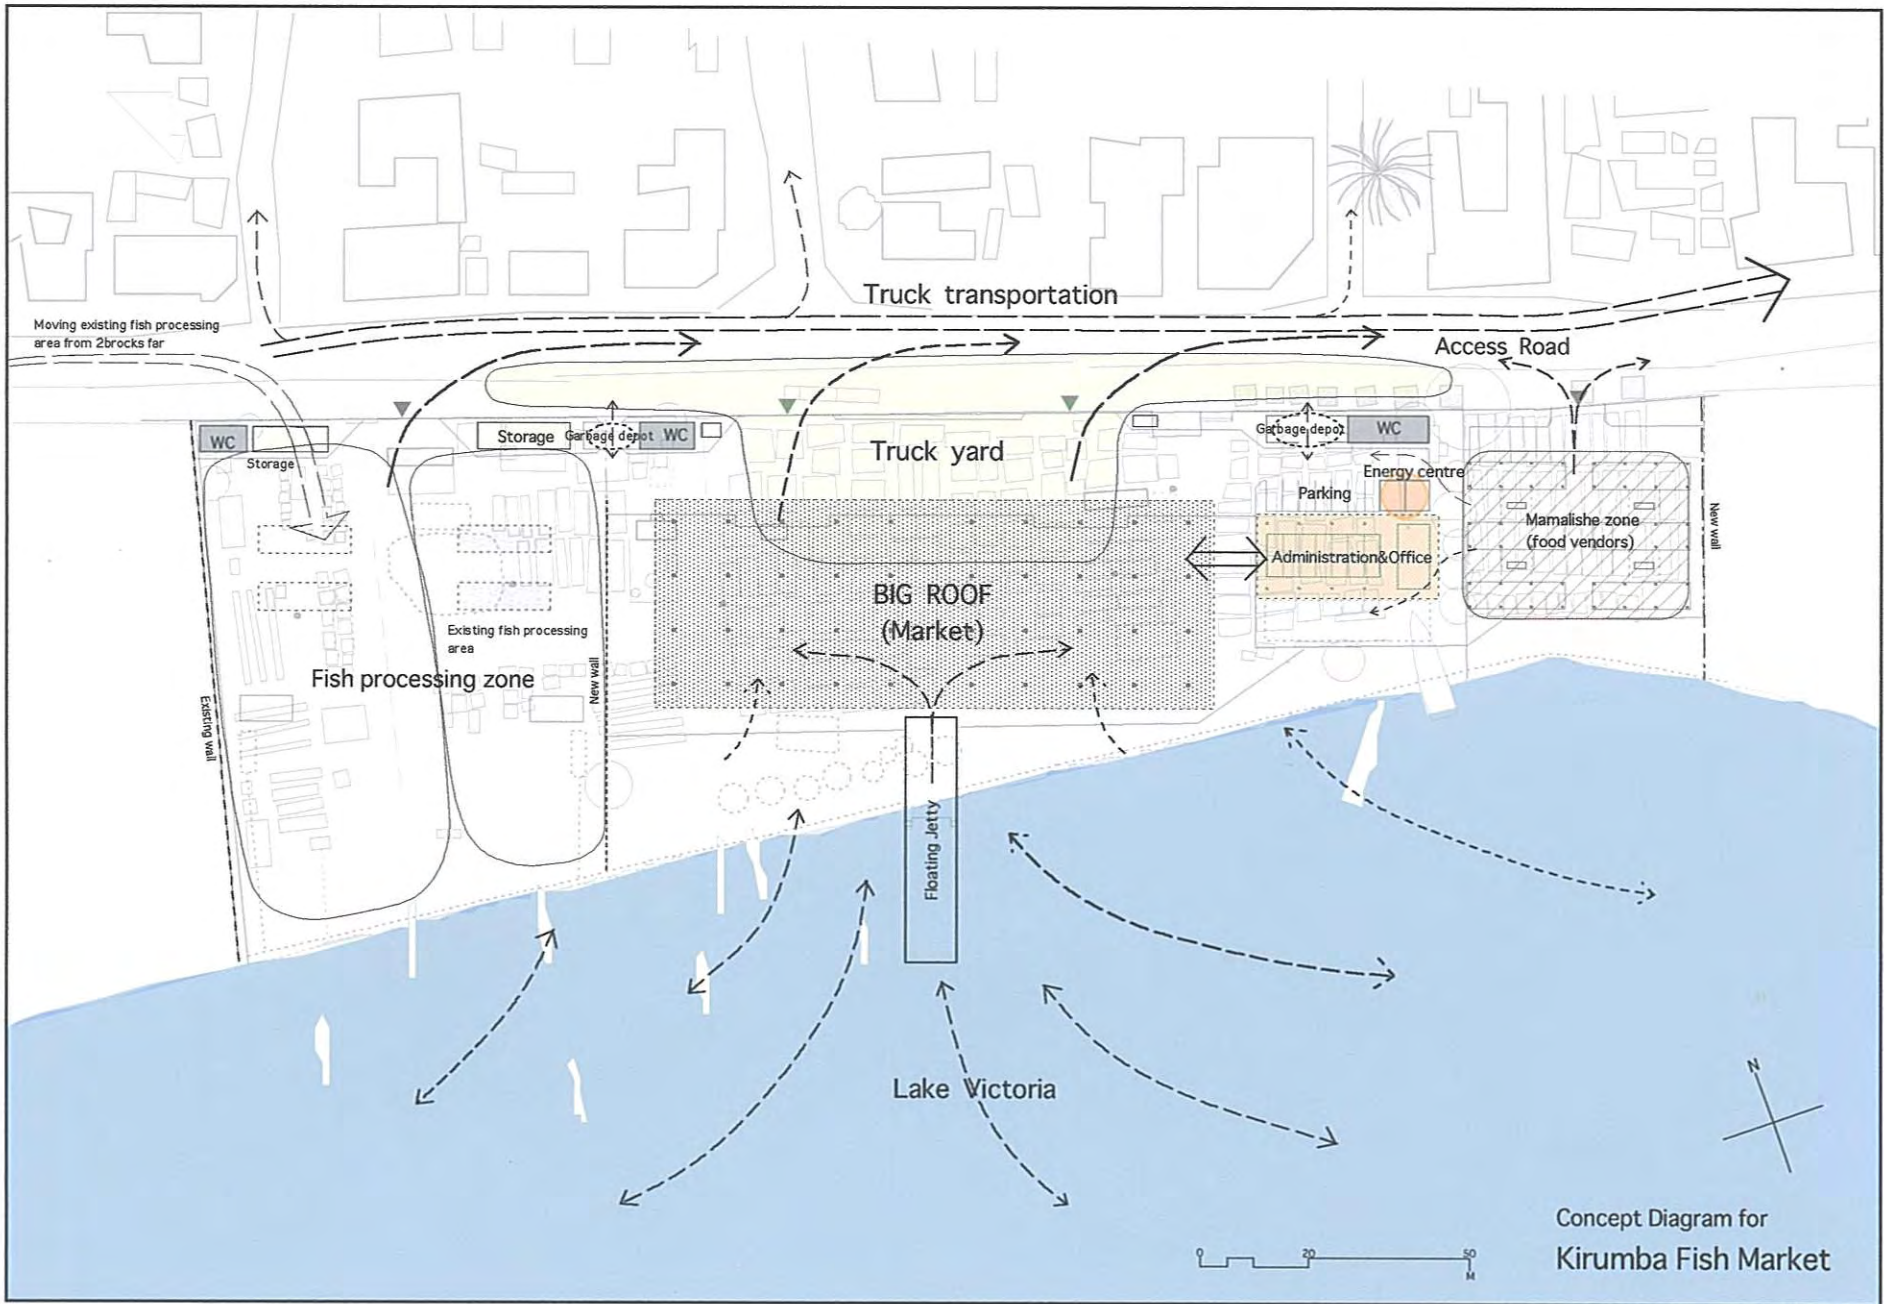 Truck transportation
Moving existing fish processing
area from 2brocks far
Access Road
WC
Storage
Storage
Garbage depot
WC
Truck yard
Garbage depot
WC
Energy centre
Parking
Mamalishe zone
(food vendors)
New wall
Administration&Office
BIG ROOF
(Market)
Existing fish processing
area
Fish processing zone
New wall
Existing wall
Floating Jetty
Lake Victoria
N
Concept Diagram for
Kirumba Fish Market
0 20 50
M